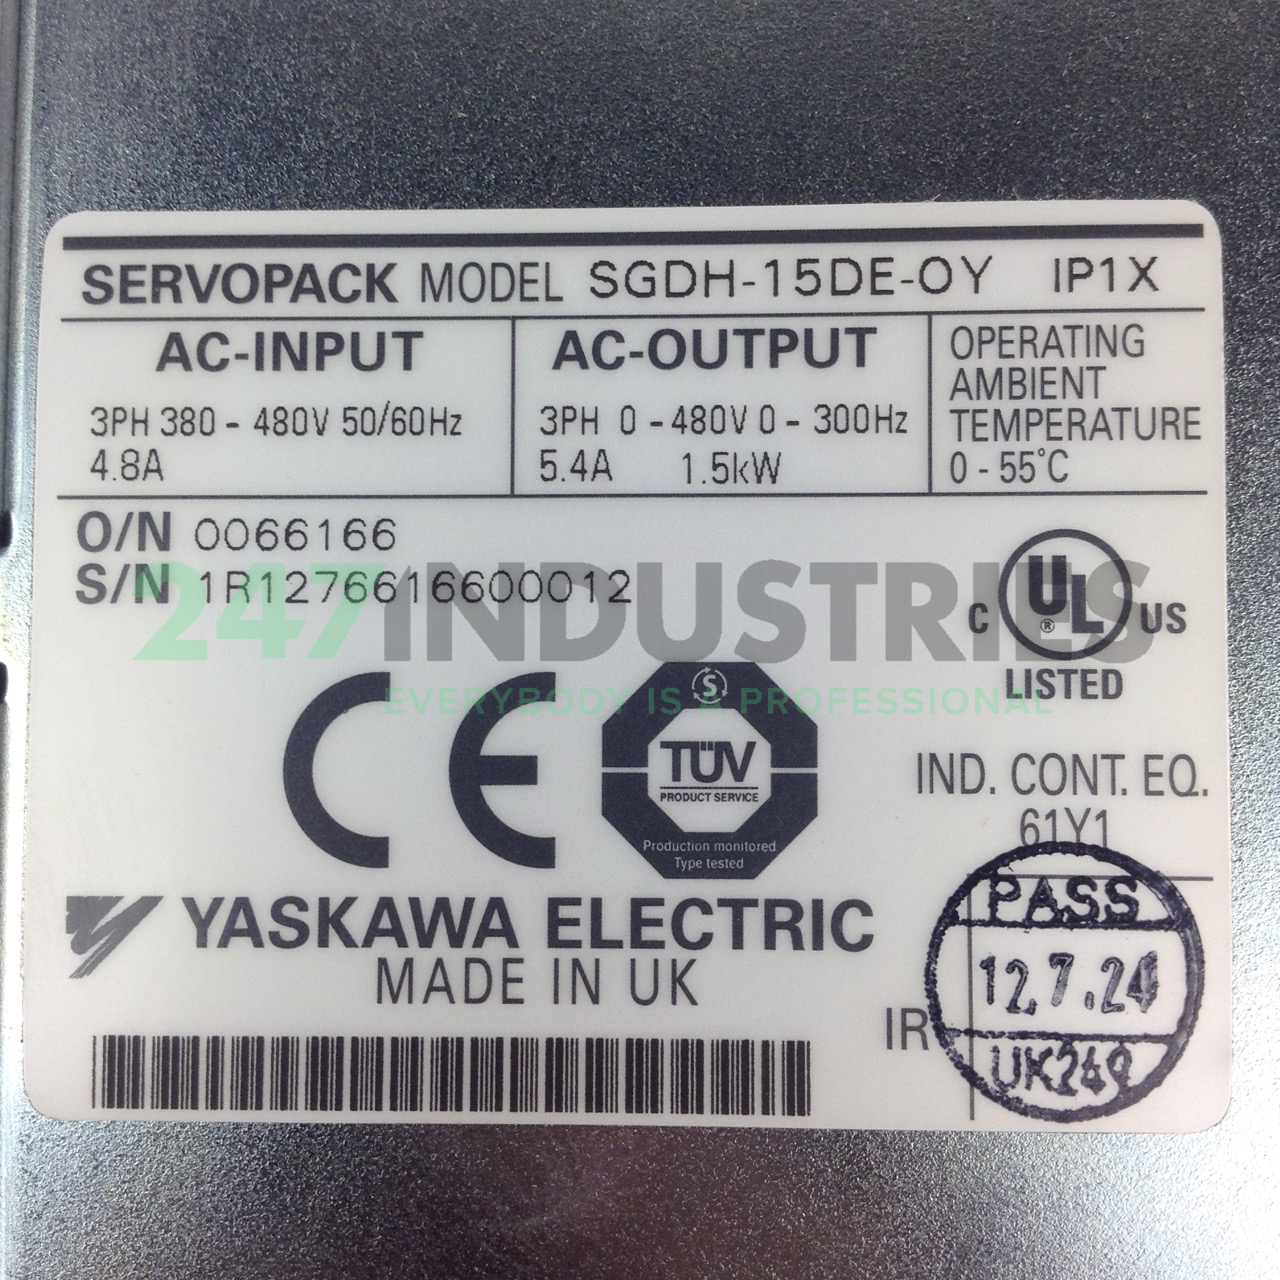 SERVOPACK MODEL SGDH-15DE-OY IP1X
AC-INPUT
3PH 380 - 480V 50/60Hz
4.8A
AC-OUTPUT
3PH 0 - 480V 0 - 300Hz
5.4A 1.5kW
OPERATING
AMBIENT
TEMPERATURE
0 - 55°C
O/N 0066166
S/N 1R1276616600012
247INDUSTRIES
EVERYBODY IS A PROFESSIONAL
C UL ® US
LISTED
CE
S
TÜV
PRODUCT SERVICE
Production monitored
Type tested
IND. CONT. EQ.
61Y1
YASKAWA ELECTRIC
MADE IN UK
PASS
12.7.24
IR
UK249